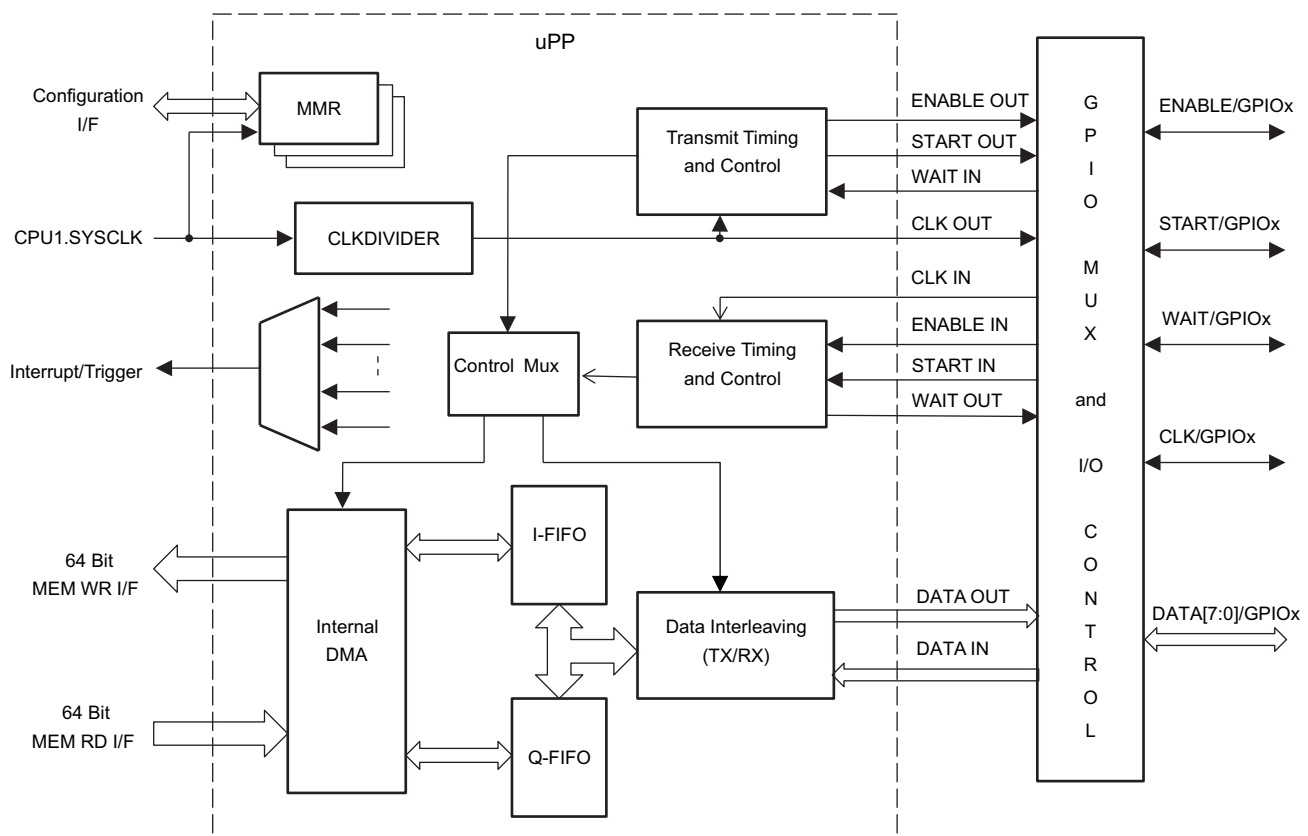 uPP
Configuration
I/F
MMR
CPU1.SYSCLK
CLKDIVIDER
Transmit Timing
and Control
ENABLE OUT
START OUT
WAIT IN
CLK OUT
CLK IN
ENABLE IN
START IN
WAIT OUT
Interrupt/Trigger
Control Mux
Receive Timing
and Control
64 Bit
MEM WR I/F
64 Bit
MEM RD I/F
Internal
DMA
I-FIFO
Q-FIFO
Data Interleaving
(TX/RX)
DATA OUT
DATA IN
G
P
I
O
M
U
X
and
I/O
C
O
N
T
R
O
L
ENABLE/GPIOx
START/GPIOx
WAIT/GPIOx
CLK/GPIOx
DATA[7:0]/GPIOx